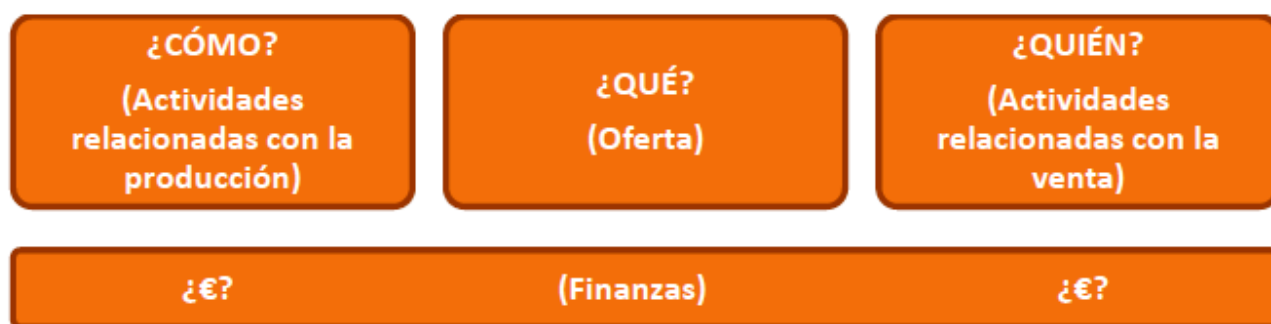 ¿CÓMO?
(Actividades
relacionadas con la
producción)
¿QUÉ?
(Oferta)
¿QUIÉN?
(Actividades
relacionadas con la
venta)
¿€? (Finanzas) ¿€?